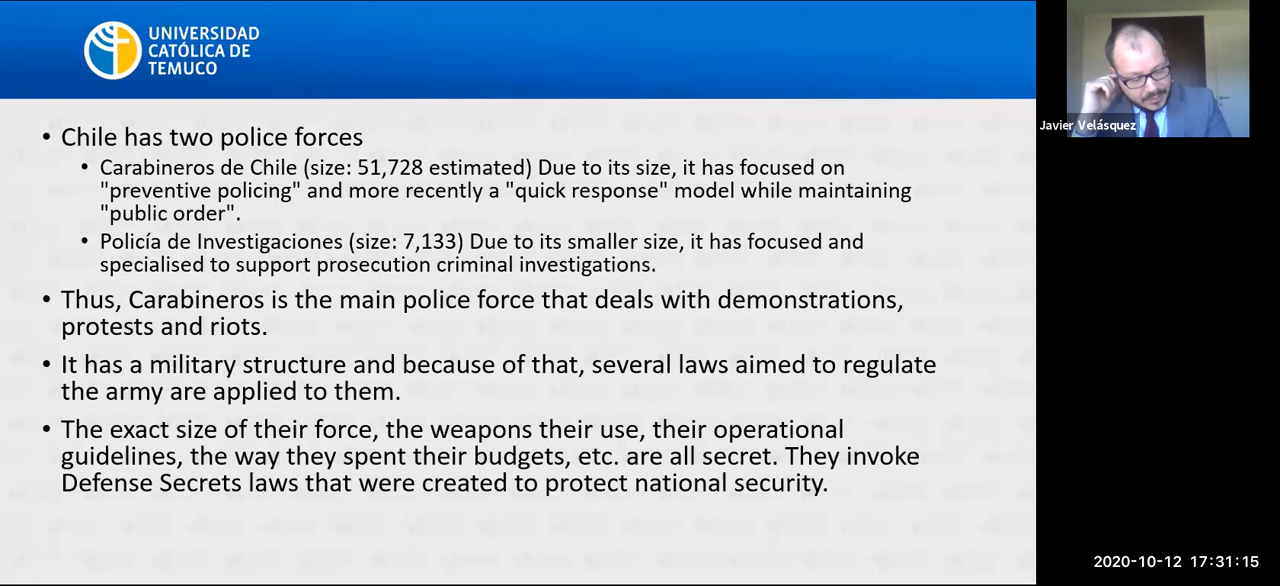 UNIVERSIDAD
CATÓLICA DE
TEMUCO
• Chile has two police forces
• Carabineros de Chile (size: 51,728 estimated) Due to its size, it has focused on
"preventive policing" and more recently a "quick response" model while maintaining
"public order".
• Policía de Investigaciones (size: 7,133) Due to its smaller size, it has focused and
specialised to support prosecution criminal investigations.
• Thus, Carabineros is the main police force that deals with demonstrations,
protests and riots.
• It has a military structure and because of that, several laws aimed to regulate
the army are applied to them.
• The exact size of their force, the weapons their use, their operational
guidelines, the way they spent their budgets, etc. are all secret. They invoke
Defense Secrets laws that were created to protect national security.
Javier Velásquez
2020-10-12 17:31:15